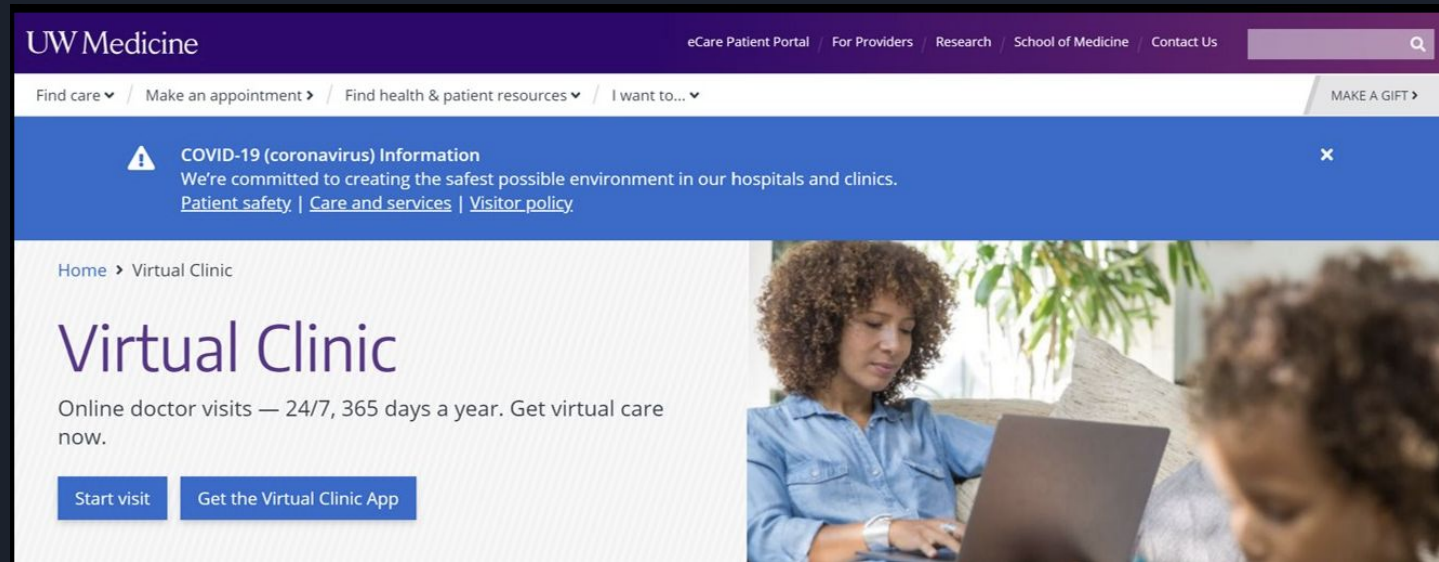 UW Medicine
eCare Patient Portal / For Providers / Research / School of Medicine / Contact Us
Find care / Make an appointment > / Find health & patient resources / I want to...
MAKE A GIFT >
COVID-19 (coronavirus) Information
We're committed to creating the safest possible environment in our hospitals and clinics.
Patient safety | Care and services | Visitor policy
Home > Virtual Clinic
Virtual Clinic
Online doctor visits — 24/7, 365 days a year. Get virtual care
now.
Start visit
Get the Virtual Clinic App